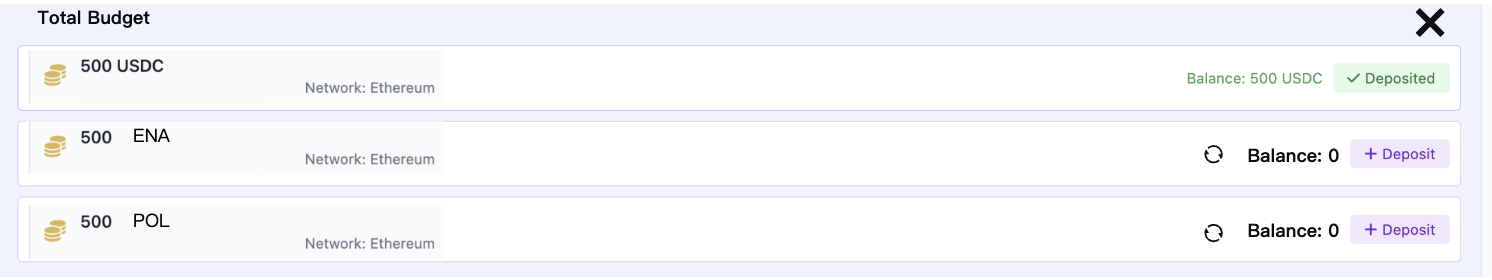 Total Budget
500 USDC
Network: Ethereum
Balance: 500 USDC
✓ Deposited
500 ENA
Network: Ethereum
Balance: 0
+ Deposit
500 POL
Network: Ethereum
Balance: 0
+ Deposit